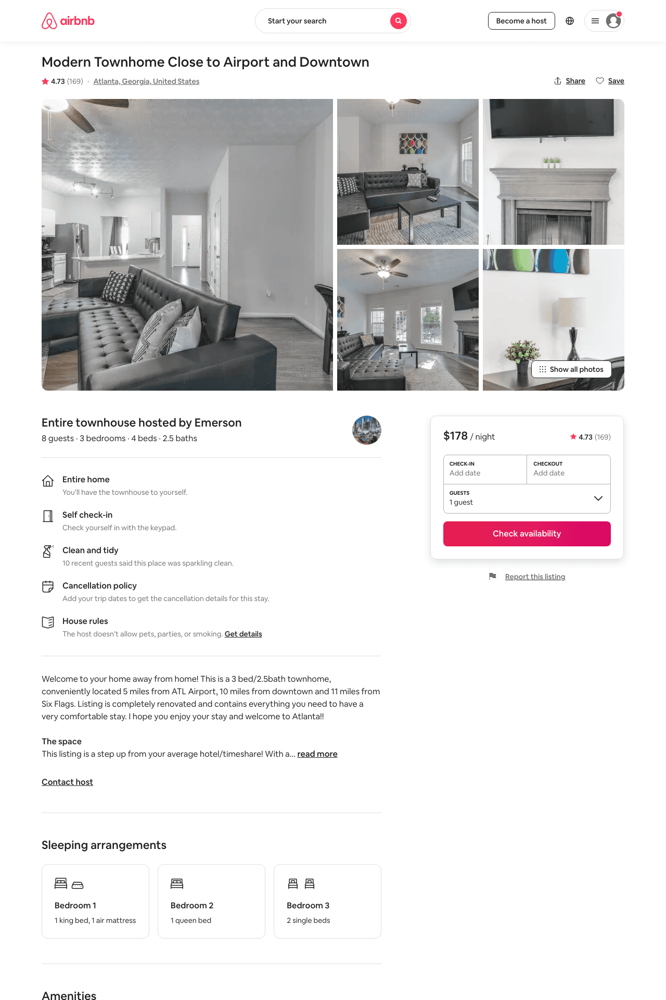 airbnb
Start your search
Become a host
Modern Townhome Close to Airport and Downtown
4.73 (169) · Atlanta, Georgia, United States
Share
Save
Show all photos
Entire townhouse hosted by Emerson
8 guests · 3 bedrooms · 4 beds · 2.5 baths
Entire home
You’ll have the townhouse to yourself.
Self check-in
Check yourself in with the keypad.
Clean and tidy
10 recent guests said this place was sparkling clean.
Cancellation policy
Add your trip dates to get the cancellation details for this stay.
House rules
The host doesn’t allow pets, parties, or smoking. Get details
$178 / night
4.73 (169)
CHECK-IN
Add date
CHECKOUT
Add date
GUESTS
1 guest
Check availability
Report this listing
Welcome to your home away from home! This is a 3 bed/2.5bath townhome,
conveniently located 5 miles from ATL Airport, 10 miles from downtown and 11 miles from
Six Flags. Listing is completely renovated and contains everything you need to have a
very comfortable stay. I hope you enjoy your stay and welcome to Atlanta!!
The space
This listing is a step up from your average hotel/timeshare! With a... read more
Contact host
Sleeping arrangements
Bedroom 1
1 king bed, 1 air mattress
Bedroom 2
1 queen bed
Bedroom 3
2 single beds
Amenities